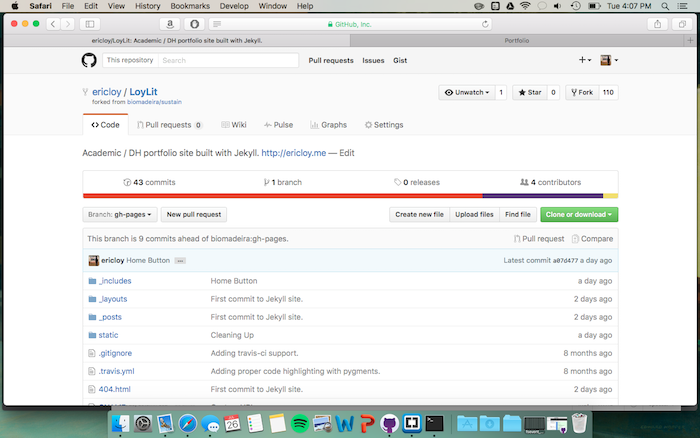 Safari File Edit View History Bookmarks Develop Window Help Tue 4:07 PM
GitHub, Inc.
ericloy/LoyLit: Academic / DH portfolio site built with Jekyll. Portfolio
This repository Search Pull requests Issues Gist
ericloy / LoyLit Unwatch 1 Star 0 Fork 110
forked from biomadeira/sustain
Code Pull requests 0 Wiki Pulse Graphs Settings
Academic / DH portfolio site built with Jekyll. http://ericloy.me — Edit
43 commits 1 branch 0 releases 4 contributors
Branch: gh-pages New pull request Create new file Upload files Find file Clone or download
This branch is 9 commits ahead of biomadeira:gh-pages. Pull request Compare
ericloy Home Button Latest commit a07d477 a day ago
_includes Home Button a day ago
_layouts First commit to Jekyll site. 2 days ago
_posts First commit to Jekyll site. 2 days ago
static Cleaning Up a day ago
.gitignore Adding travis-ci support. 8 months ago
.travis.yml Adding proper code highlighting with pygments. 8 months ago
404.html First commit to Jekyll site. 2 days ago
26